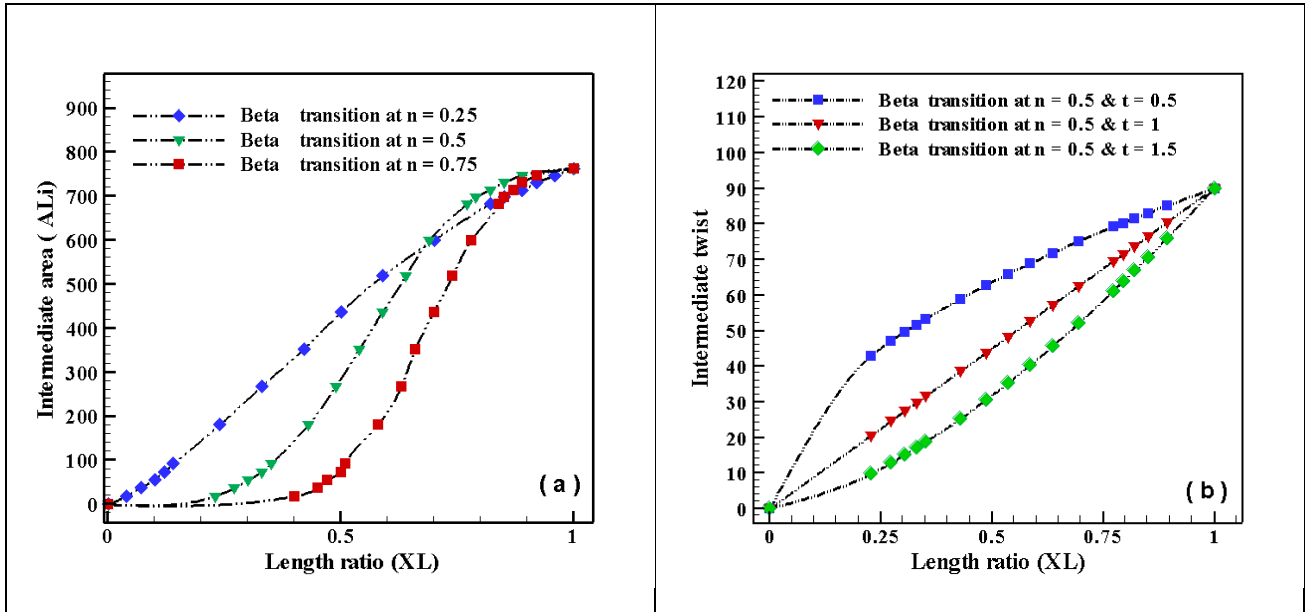 Intermediate area ( ALi)
900
800
700
600
500
400
300
200
100
0
Beta transition at n = 0.25
Beta transition at n = 0.5
Beta transition at n = 0.75
( a )
0 0.5 1
Length ratio (XL)
Intermediate twist
120
110
100
90
80
70
60
50
40
30
20
10
0
Beta transition at n = 0.5 & t = 0.5
Beta transition at n = 0.5 & t = 1
Beta transition at n = 0.5 & t = 1.5
( b )
0 0.25 0.5 0.75 1
Length ratio (XL)